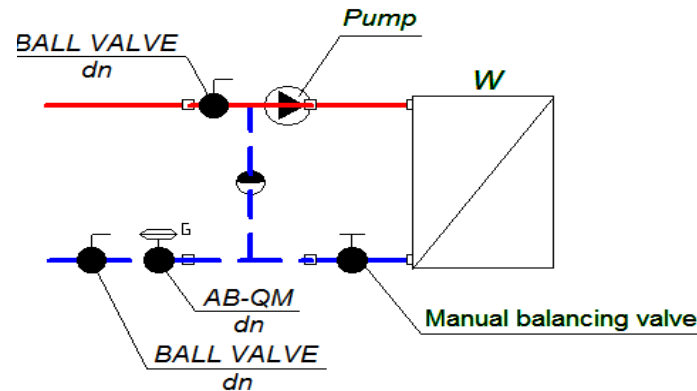 Pump
BALL VALVE
dn
W
G
AB-QM
dn
Manual balancing valve
BALL VALVE
dn